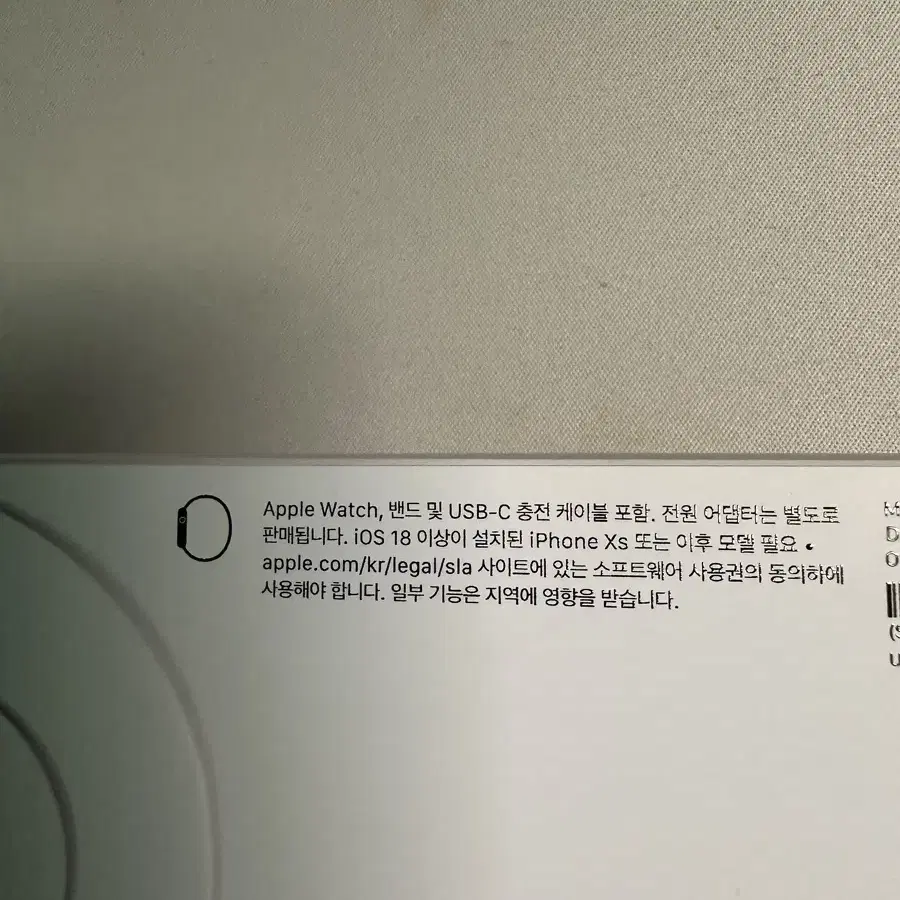 Apple Watch, 밴드 및 USB-C 충전 케이블 포함. 전원 어댑터는 별도로
판매됩니다. iOS 18 이상이 설치된 iPhone Xs 또는 이후 모델 필요.
apple.com/kr/legal/sla 사이트에 있는 소프트웨어 사용권의 동의하에
사용해야 합니다. 일부 기능은 지역에 영향을 받습니다.